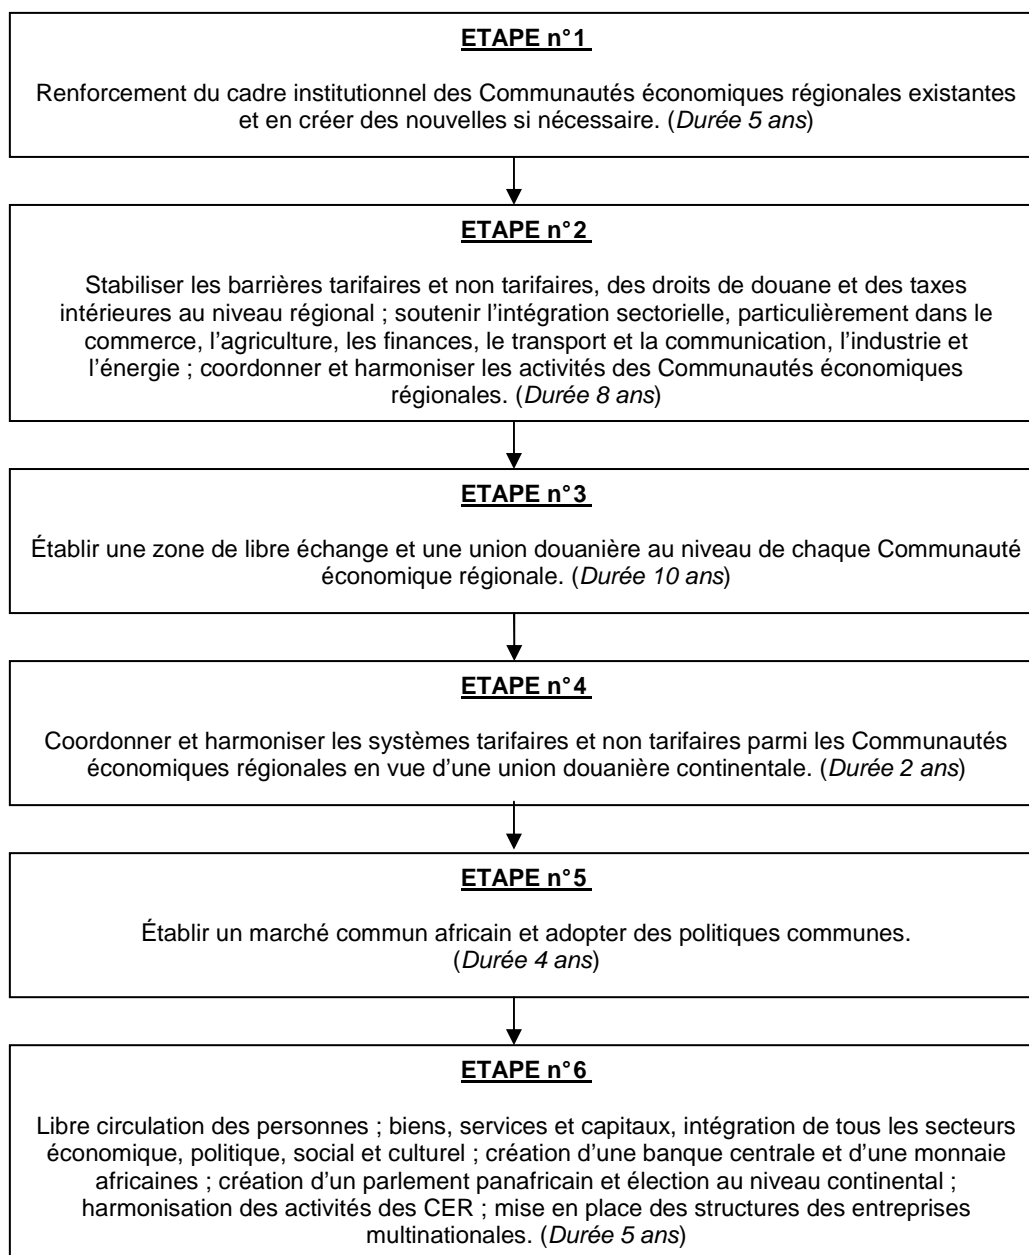 ETAPE n°1
Renforcement du cadre institutionnel des Communautés économiques régionales existantes
et en créer des nouvelles si nécessaire. (Durée 5 ans)
ETAPE n°2
Stabiliser les barrières tarifaires et non tarifaires, des droits de douane et des taxes
intérieures au niveau régional ; soutenir l’intégration sectorielle, particulièrement dans le
commerce, l’agriculture, les finances, le transport et la communication, l’industrie et
l’énergie ; coordonner et harmoniser les activités des Communautés économiques
régionales. (Durée 8 ans)
ETAPE n°3
Établir une zone de libre échange et une union douanière au niveau de chaque Communauté
économique régionale. (Durée 10 ans)
ETAPE n°4
Coordonner et harmoniser les systèmes tarifaires et non tarifaires parmi les Communautés
économiques régionales en vue d’une union douanière continentale. (Durée 2 ans)
ETAPE n°5
Établir un marché commun africain et adopter des politiques communes.
(Durée 4 ans)
ETAPE n°6
Libre circulation des personnes ; biens, services et capitaux, intégration de tous les secteurs
économique, politique, social et culturel ; création d’une banque centrale et d’une monnaie
africaines ; création d’un parlement panafricain et élection au niveau continental ;
harmonisation des activités des CER ; mise en place des structures des entreprises
multinationales. (Durée 5 ans)